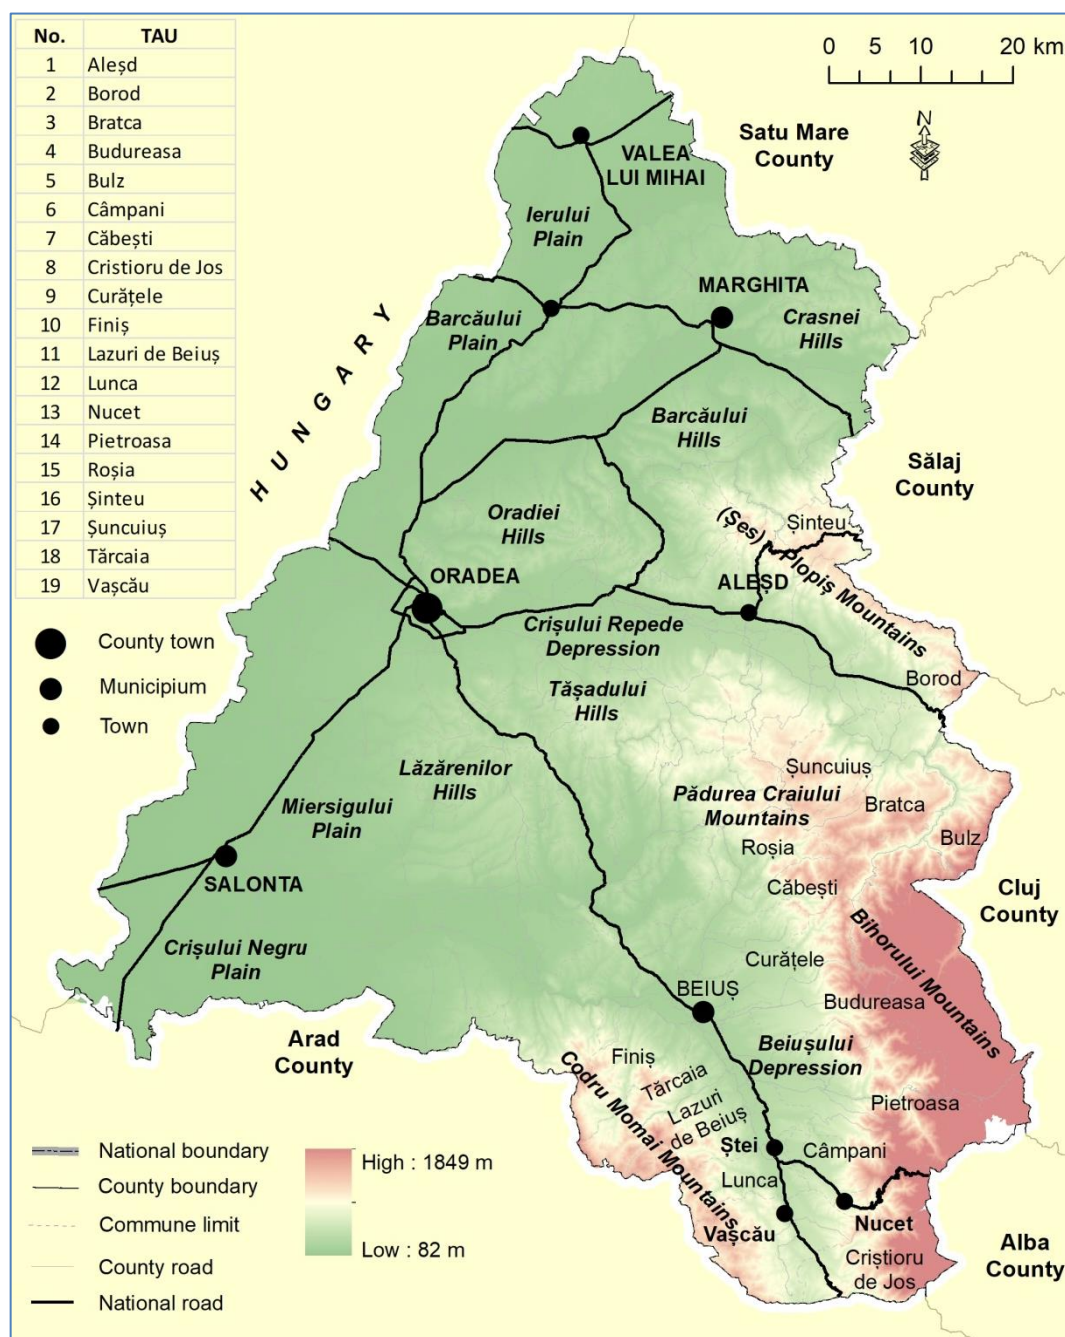 No. TAU
1 Aleșd
2 Borod
3 Bratca
4 Budureasa
5 Bulz
6 Câmpani
7 Căbești
8 Cristioru de Jos
9 Curățele
10 Finiș
11 Lazuri de Beiuș
12 Lunca
13 Nucet
14 Pietroasa
15 Roșia
16 Șinteu
17 Șuncuiuș
18 Tărcaia
19 Vașcău
County town
Municipium
Town
0 5 10 20 km
N
Satu Mare
County
VALEA
LUI MIHAI
Ierului
Plain
MARGHITA
Crasnei
Hills
Barcăului
Plain
HUNGARY
Barcăului
Hills
Sălaj
County
Oradiei
Hills
Șinteu
(Șes) Plopiș Mountains
ORADEA
ALEȘD
Crișului Repede
Depression
Borod
Tășadului
Hills
Lăzărenilor
Hills
Șuncuiuș
Pădurea Craiului
Mountains
Bratca
Miersigului
Plain
Bulz
Roșia
SALONTA
Căbești
Cluj
County
Bihorului Mountains
Crișului Negru
Plain
Curățele
BEIUȘ
Budureasa
Arad
County
Beiușului
Depression
Finiș
Codru Momai Mountains
Tărcaia
Lazuri
de Beiuș
Pietroasa
Ștei
Câmpani
Lunca
Nucet
Vașcău
Criștioru
de Jos
Alba
County
National boundary
County boundary
Commune limit
County road
National road
High : 1849 m
Low : 82 m